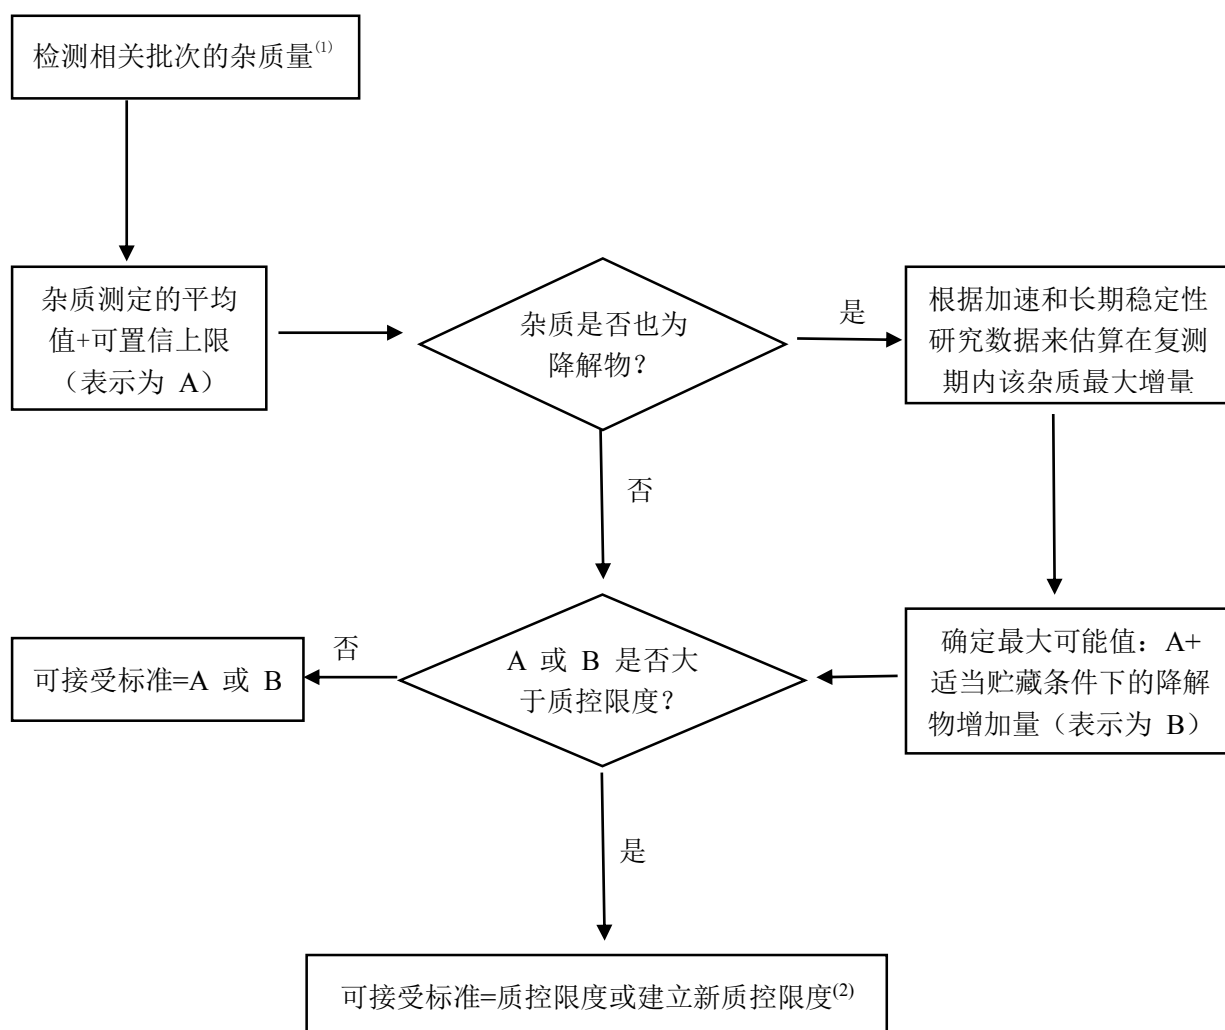 检测相关批次的杂质量(1)
杂质测定的平均
值+可置信上限
（表示为 A）
杂质是否也为
降解物？
是
根据加速和长期稳定性
研究数据来估算在复测
期内该杂质最大增量
否
确定最大可能值：A+
适当贮藏条件下的降解
物增加量（表示为 B）
A 或 B 是否大
于质控限度？
否
可接受标准=A 或 B
是
可接受标准=质控限度或建立新质控限度(2)